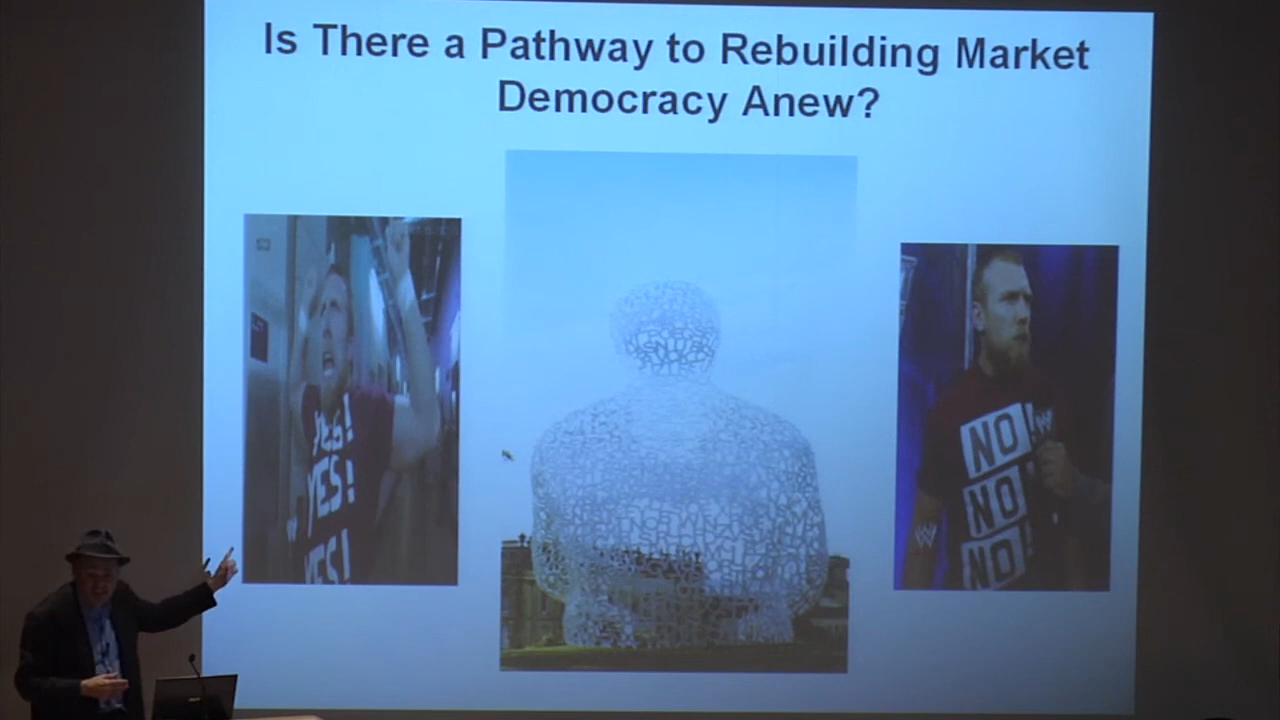 Is There a Pathway to Rebuilding Market
Democracy Anew?
YES!
YES!
YES!
NO!
NO!
NO!